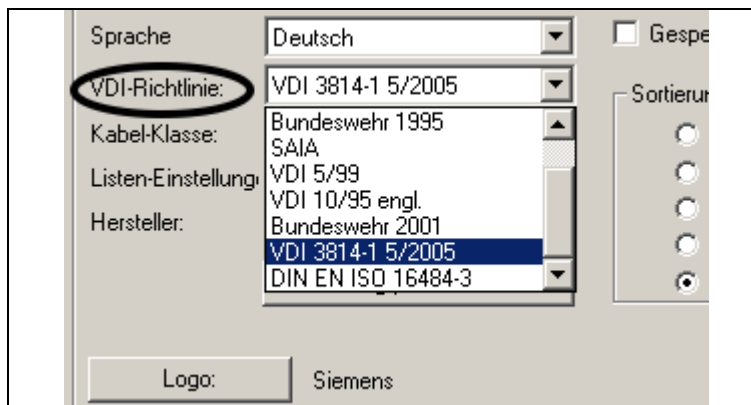 Sprache Deutsch Gespe
VDI-Richtlinie: VDI 3814-1 5/2005
Sortierur
Kabel-Klasse: Bundeswehr 1995
SAIA
Listen-Einstellung VDI 5/99
VDI 10/95 engl.
Hersteller: Bundeswehr 2001
VDI 3814-1 5/2005
DIN EN ISO 16484-3
Logo: Siemens